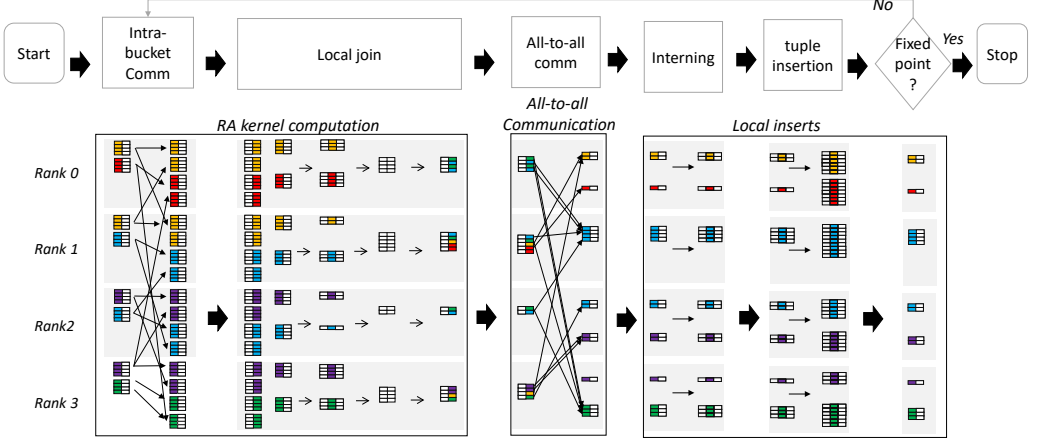 No
Start
Intra-
bucket
Comm
Local join
All-to-all
comm
Interning
tuple
insertion
Fixed
point
?
Yes
Stop
RA kernel computation
All-to-all
Communication
Local inserts
Rank 0
Rank 1
Rank2
Rank 3